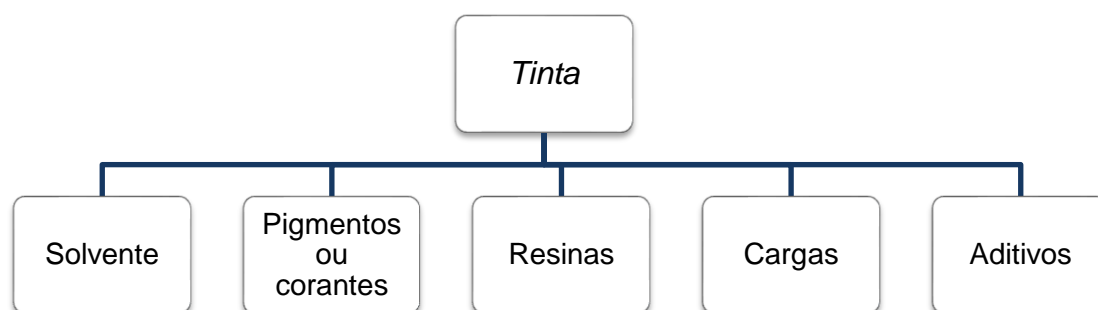 Tinta
Solvente
Pigmentos
ou
corantes
Resinas
Cargas
Aditivos